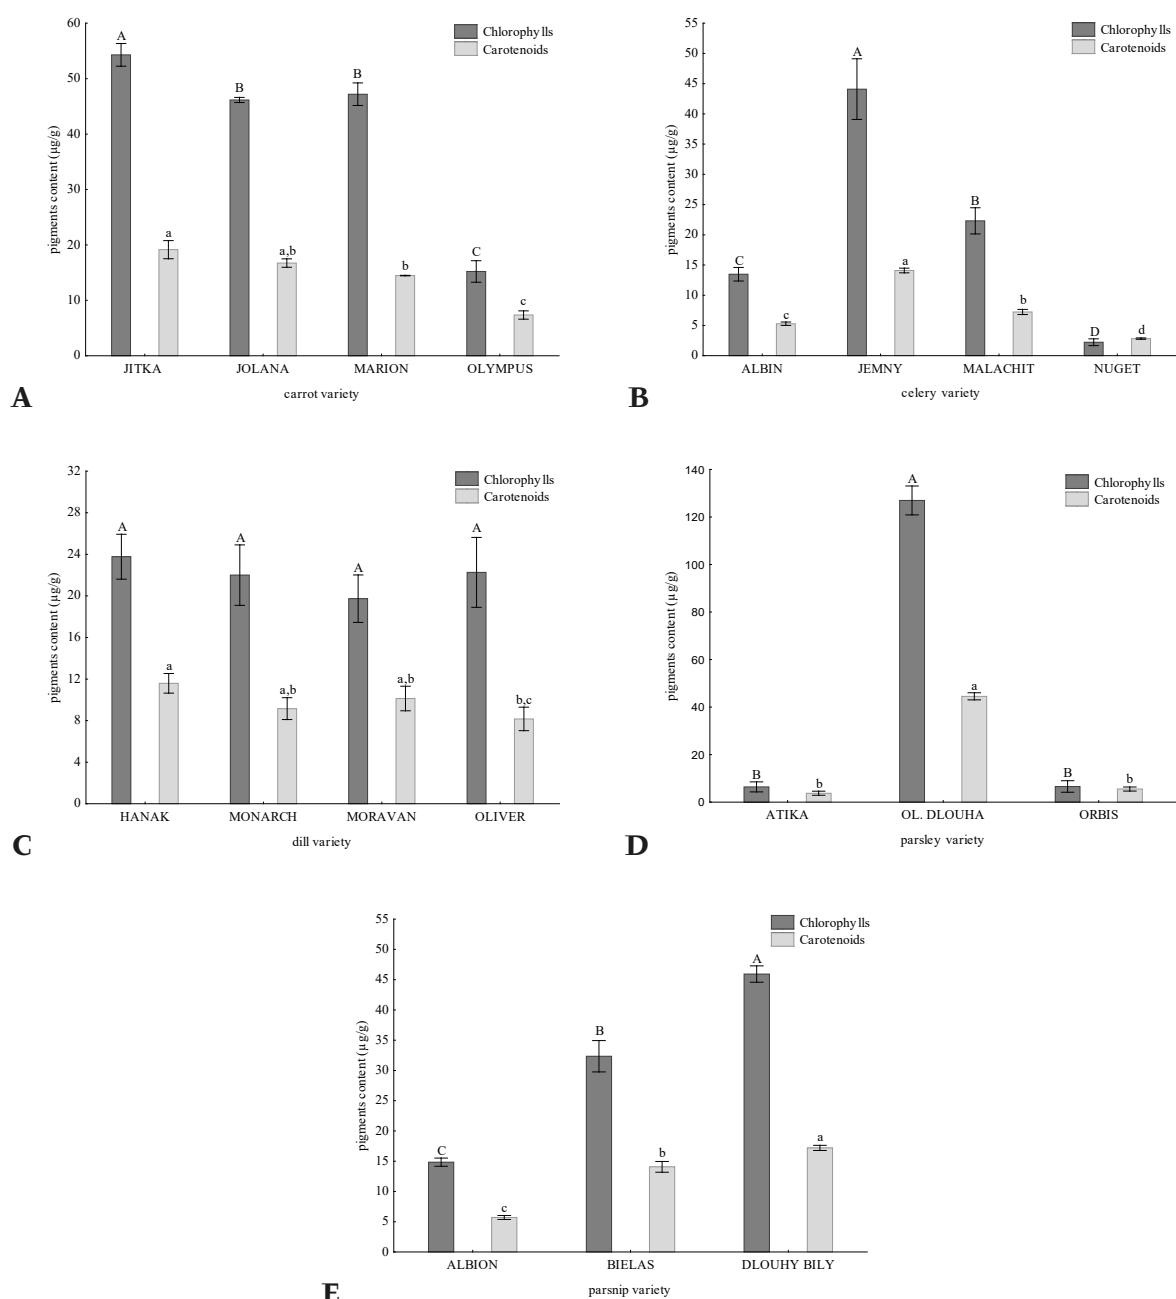 60
50
40
30
20
10
0
pigments content (µg/g)
Chlorophylls
Carotenoids
A
a
B
a,b
B
b
C
c
JITKA JOLANA MARION OLYMPUS
carrot variety
A
55
50
45
40
35
30
25
20
15
10
5
0
pigments content (µg/g)
Chlorophylls
Carotenoids
C
c
A
a
B
b
D
d
ALBIN JEMNY MALACHIT NUGET
celery variety
B
32
28
24
20
16
12
8
4
0
pigments content (µg/g)
Chlorophylls
Carotenoids
A
a
A
a,b
A
a,b
A
b,c
HANAK MONARCH MORAVAN OLIVER
dill variety
C
140
120
100
80
60
40
20
0
pigments content (µg/g)
Chlorophylls
Carotenoids
B
b
A
a
B
b
ATIKA OL. DLOUHA ORBIS
parsley variety
D
55
50
45
40
35
30
25
20
15
10
5
0
pigments content (µg/g)
Chlorophylls
Carotenoids
C
c
B
b
A
a
ALBION BIELAS DLOUHY BILY
parsnip variety
E